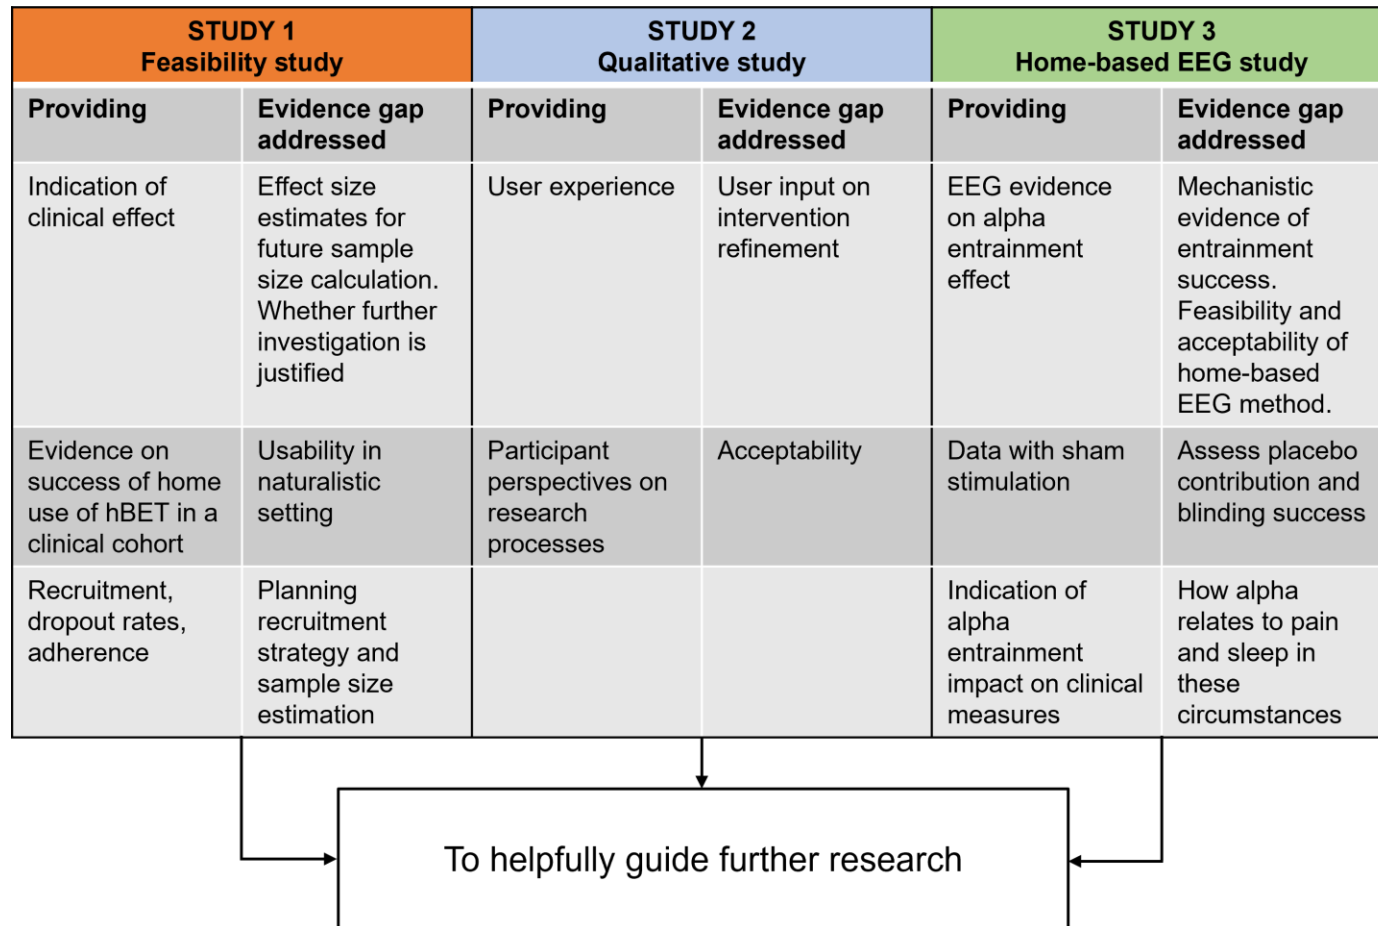 STUDY 1
Feasibility study
STUDY 2
Qualitative study
STUDY 3
Home-based EEG study
Providing
Evidence gap
addressed
Providing
Evidence gap
addressed
Providing
Evidence gap
addressed
Indication of
clinical effect
Effect size
estimates for
future sample
size calculation.
Whether further
investigation is
justified
User experience
User input on
intervention
refinement
EEG evidence
on alpha
entrainment
effect
Mechanistic
evidence of
entrainment
success.
Feasibility and
acceptability of
home-based
EEG method.
Evidence on
success of home
use of hBET in a
clinical cohort
Usability in
naturalistic
setting
Participant
perspectives on
research
processes
Acceptability
Data with sham
stimulation
Assess placebo
contribution and
blinding success
Recruitment,
dropout rates,
adherence
Planning
recruitment
strategy and
sample size
estimation
Indication of
alpha
entrainment
impact on clinical
measures
How alpha
relates to pain
and sleep in
these
circumstances
To helpfully guide further research